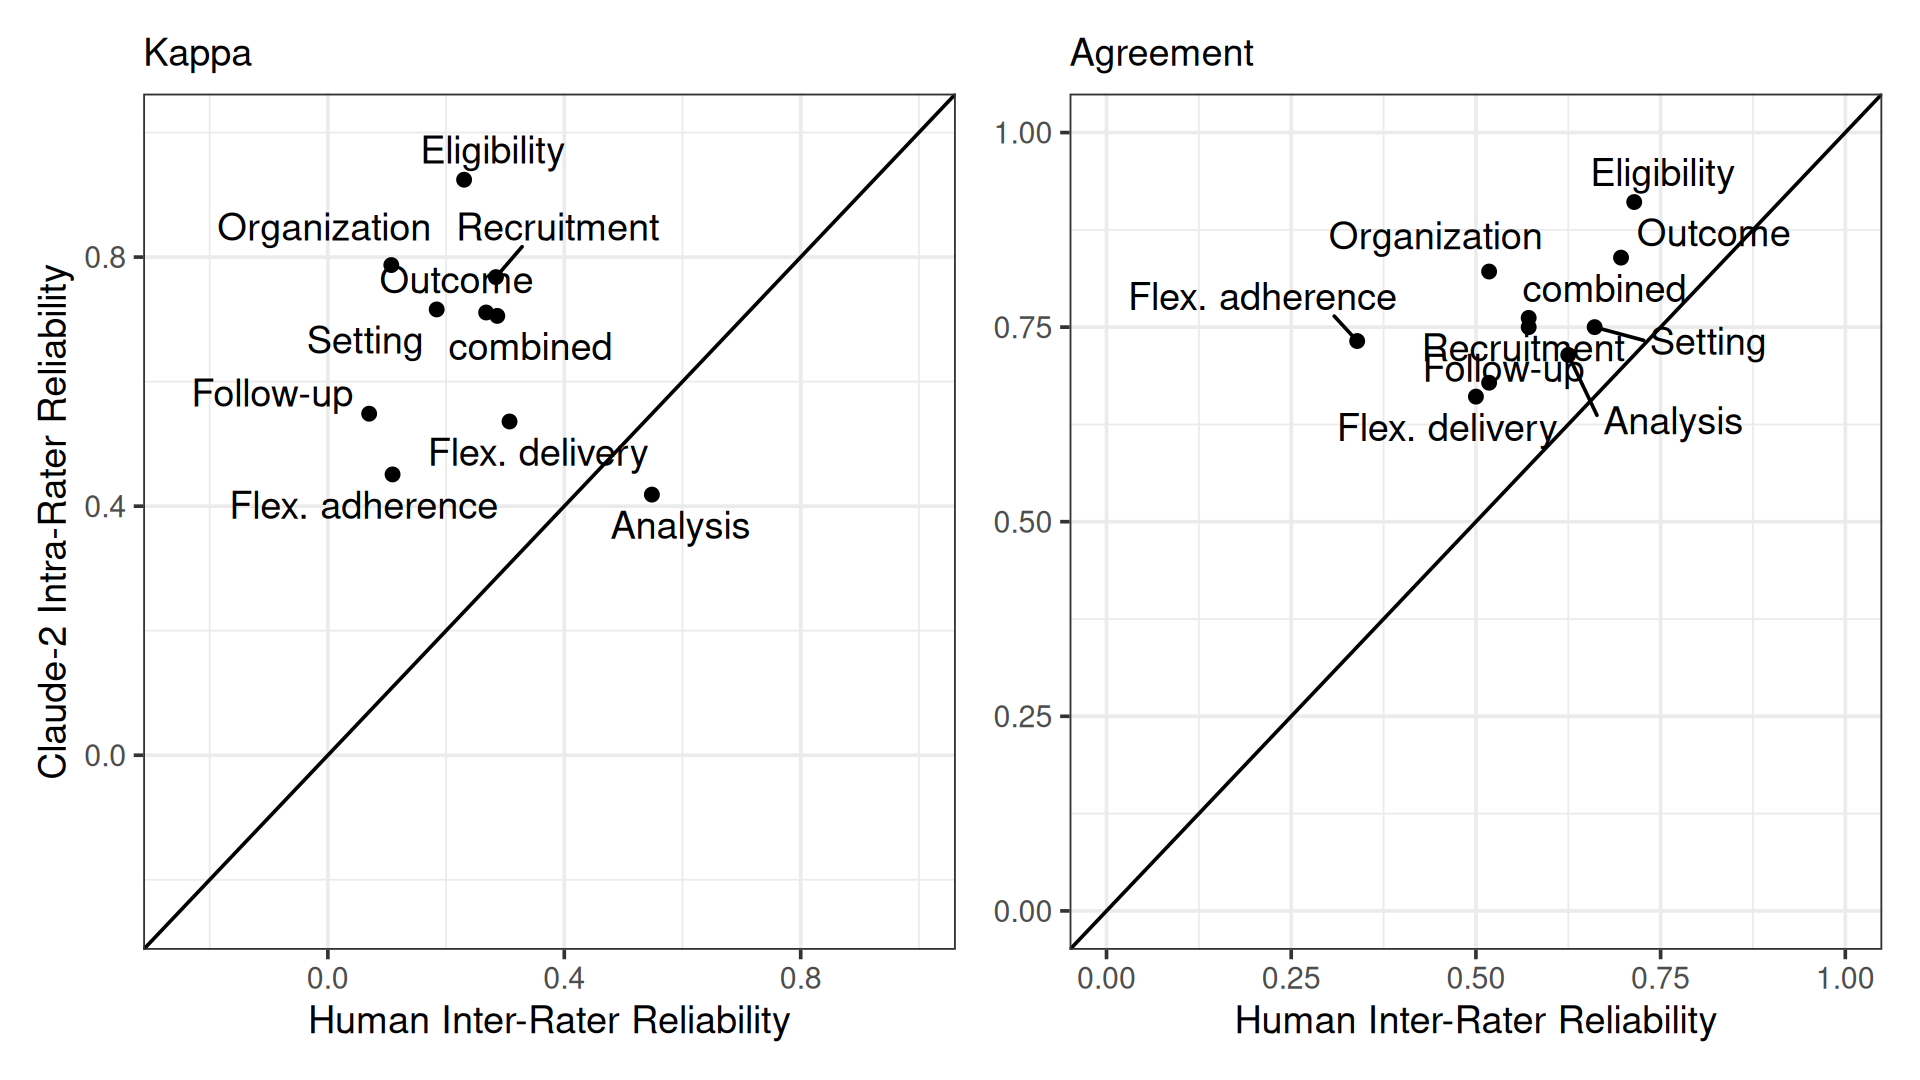 Kappa
Agreement
Claude-2 Intra-Rater Reliability
0.8
0.4
0.0
Eligibility
Organization
Recruitment
Outcome
Setting
combined
Follow-up
Flex. delivery
Flex. adherence
Analysis
0.0
0.4
0.8
Human Inter-Rater Reliability
1.00
0.75
0.50
0.25
0.00
Eligibility
Outcome
Organization
combined
Flex. adherence
Setting
Recruitment
Follow-up
Analysis
Flex. delivery
0.00
0.25
0.50
0.75
1.00
Human Inter-Rater Reliability